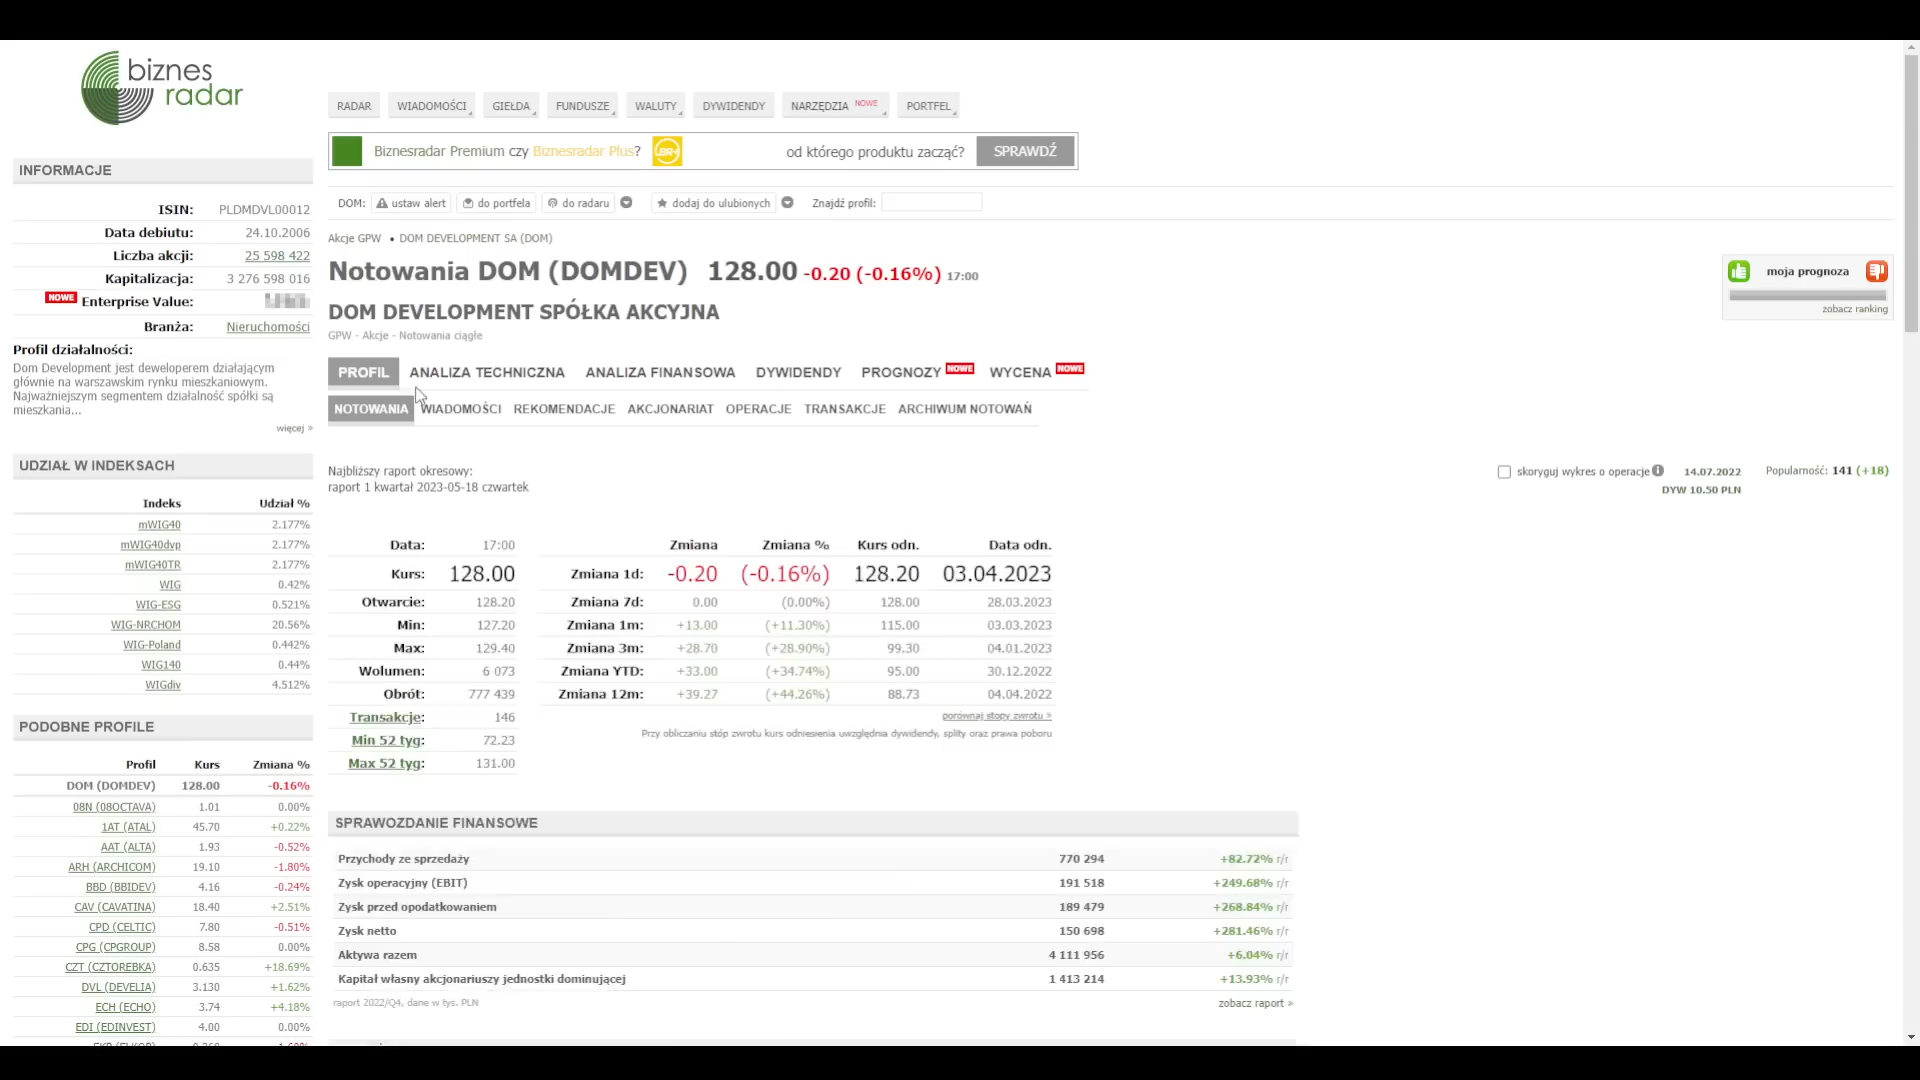 biznes
radar
RADAR WIADOMOŚCI GIEŁDA FUNDUSZE WALUTY DYWIDENDY NARZĘDZIA NOWE PORTFEL
Biznesradar Premium czy Biznesradar Plus? BR+ od którego produktu zacząć? SPRAWDŹ
DOM: ustaw alert do portfela do radaru dodaj do ulubionych Znajdź profil:
Akcje GPW • DOM DEVELOPMENT SA (DOM)
Notowania DOM (DOMDEV) 128.00 -0.20 (-0.16%) 17:00
DOM DEVELOPMENT SPÓŁKA AKCYJNA
GPW - Akcje - Notowania ciągłe
moja prognoza
zobacz ranking
PROFIL ANALIZA TECHNICZNA ANALIZA FINANSOWA DYWIDENDY PROGNOZY NOWE WYCENA NOWE
NOTOWANIA WIADOMOŚCI REKOMENDACJE AKCJONARIAT OPERACJE TRANSAKCJE ARCHIWUM NOTOWAŃ
INFORMACJE
ISIN: PLDMDVL00012
Data debiutu: 24.10.2006
Liczba akcji: 25 598 422
Kapitalizacja: 3 276 598 016
NOWE Enterprise Value:
Branża: Nieruchomości
Profil działalności:
Dom Development jest deweloperem działającym
głównie na warszawskim rynku mieszkaniowym.
Najważniejszym segmentem działalność spółki są
mieszkania...
więcej »
UDZIAŁ W INDEKSACH
Indeks Udział %
mWIG40 2.177%
mWIG40dvp 2.177%
mWIG40TR 2.177%
WIG 0.42%
WIG-ESG 0.521%
WIG-NRCHOM 20.56%
WIG-Poland 0.442%
WIG140 0.44%
WIGdiv 4.512%
PODOBNE PROFILE
Profil Kurs Zmiana %
DOM (DOMDEV) 128.00 -0.16%
08N (08OCTAVA) 1.01 0.00%
1AT (ATAL) 45.70 +0.22%
AAT (ALTA) 1.93 -0.52%
ARH (ARCHICOM) 19.10 -1.80%
BBD (BBIDEV) 4.16 -0.24%
CAV (CAVATINA) 18.40 +2.51%
CPD (CELTIC) 7.80 -0.51%
CPG (CPGROUP) 8.58 0.00%
CZT (CZTOREBKA) 0.635 +18.69%
DVL (DEVELIA) 3.130 +1.62%
ECH (ECHO) 3.74 +4.18%
EDI (EDINVEST) 4.00 0.00%
Najbliższy raport okresowy:
raport 1 kwartał 2023-05-18 czwartek
skoryguj wykres o operacje 14.07.2022 Popularność: 141 (+18)
DYW 10.50 PLN
Data: 17:00
Kurs: 128.00
Otwarcie: 128.20
Min: 127.20
Max: 129.40
Wolumen: 6 073
Obrót: 777 439
Transakcje: 146
Min 52 tyg: 72.23
Max 52 tyg: 131.00
Zmiana Zmiana % Kurs odn. Data odn.
Zmiana 1d: -0.20 (-0.16%) 128.20 03.04.2023
Zmiana 7d: 0.00 (0.00%) 128.00 28.03.2023
Zmiana 1m: +13.00 (+11.30%) 115.00 03.03.2023
Zmiana 3m: +28.70 (+28.90%) 99.30 04.01.2023
Zmiana YTD: +33.00 (+34.74%) 95.00 30.12.2022
Zmiana 12m: +39.27 (+44.26%) 88.73 04.04.2022
porównaj stopy zwrotu »
Przy obliczaniu stóp zwrotu kurs odniesienia uwzględnia dywidendy, splity oraz prawa poboru
SPRAWOZDANIE FINANSOWE
Przychody ze sprzedaży 770 294 +82.72% r/r
Zysk operacyjny (EBIT) 191 518 +249.68% r/r
Zysk przed opodatkowaniem 189 479 +268.84% r/r
Zysk netto 150 698 +281.46% r/r
Aktywa razem 4 111 956 +6.04% r/r
Kapitał własny akcjonariuszy jednostki dominującej 1 413 214 +13.93% r/r
raport 2022/Q4, dane w tys. PLN zobacz raport »